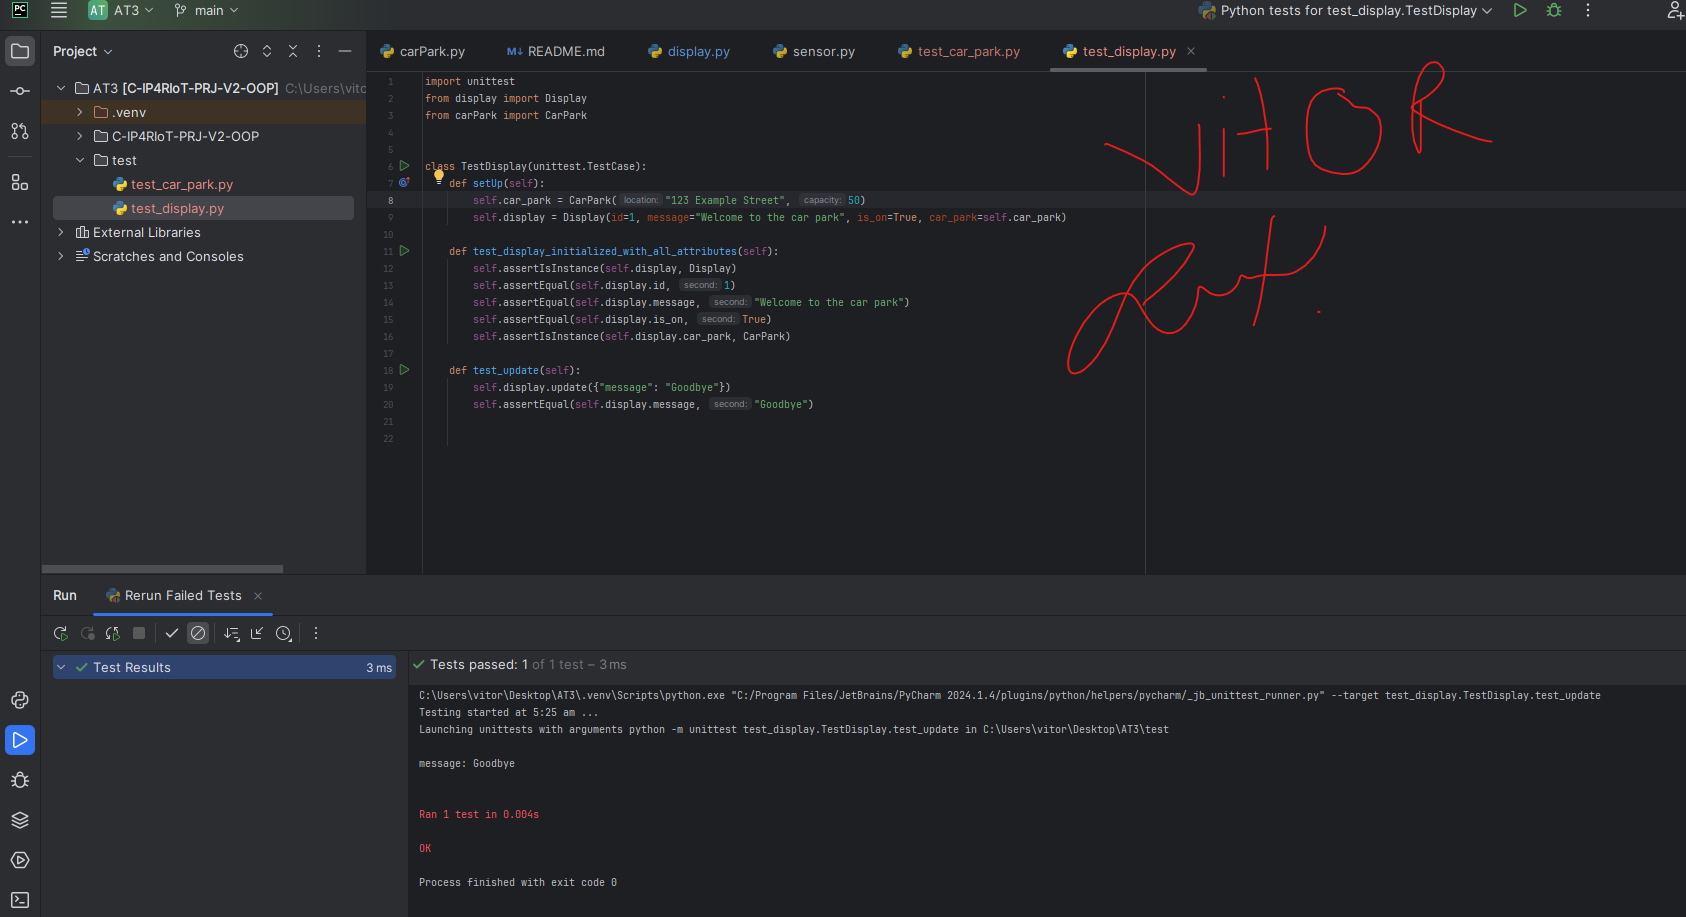 PC AT AT3 main Python tests for test_display.TestDisplay
Project
carPark.py README.md display.py sensor.py test_car_park.py test_display.py
AT3 [C-IP4RIoT-PRJ-V2-OOP] C:\Users\vito
.venv
C-IP4RIoT-PRJ-V2-OOP
test
test_car_park.py
test_display.py
External Libraries
Scratches and Consoles
1 import unittest
2 from display import Display
3 from carPark import CarPark
4
5
6 class TestDisplay(unittest.TestCase):
7 def setUp(self):
8 self.car_park = CarPark( location: "123 Example Street", capacity: 50)
9 self.display = Display(id=1, message="Welcome to the car park", is_on=True, car_park=self.car_park)
10
11 def test_display_initialized_with_all_attributes(self):
12 self.assertIsInstance(self.display, Display)
13 self.assertEqual(self.display.id, second: 1)
14 self.assertEqual(self.display.message, second: "Welcome to the car park")
15 self.assertEqual(self.display.is_on, second: True)
16 self.assertIsInstance(self.display.car_park, CarPark)
17
18 def test_update(self):
19 self.display.update({"message": "Goodbye"})
20 self.assertEqual(self.display.message, second: "Goodbye")
21
22
VITOR
Run Rerun Failed Tests
Test Results 3 ms
Tests passed: 1 of 1 test – 3 ms
C:\Users\vitor\Desktop\AT3\.venv\Scripts\python.exe "C:/Program Files/JetBrains/PyCharm 2024.1.4/plugins/python/helpers/pycharm/_jb_unittest_runner.py" --target test_display.TestDisplay.test_update
Testing started at 5:25 am ...
Launching unittests with arguments python -m unittest test_display.TestDisplay.test_update in C:\Users\vitor\Desktop\AT3\test
message: Goodbye
Ran 1 test in 0.004s
OK
Process finished with exit code 0